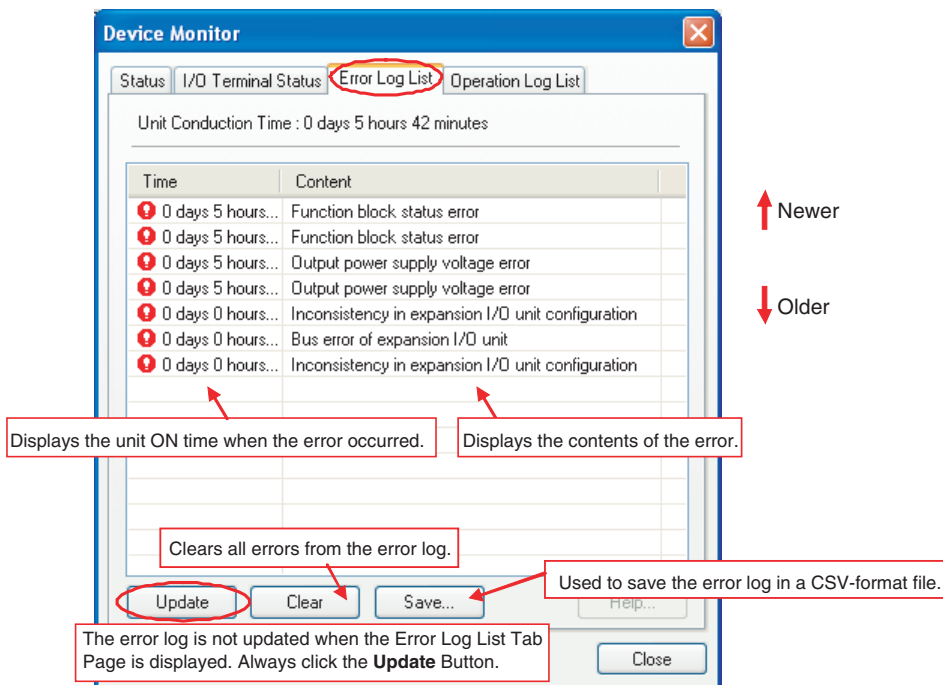 Device Monitor
Status I/O Terminal Status Error Log List Operation Log List
Unit Conduction Time : 0 days 5 hours 42 minutes
Time Content
0 days 5 hours... Function block status error
0 days 5 hours... Function block status error
0 days 5 hours... Output power supply voltage error
0 days 5 hours... Output power supply voltage error
0 days 0 hours... Inconsistency in expansion I/O unit configuration
0 days 0 hours... Bus error of expansion I/O unit
0 days 0 hours... Inconsistency in expansion I/O unit configuration
Newer
Older
Displays the unit ON time when the error occurred.
Displays the contents of the error.
Clears all errors from the error log.
Used to save the error log in a CSV-format file.
Update Clear Save... Help...
The error log is not updated when the Error Log List Tab
Page is displayed. Always click the Update Button.
Close